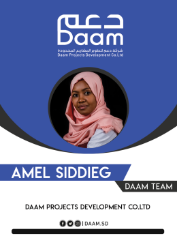 دعم
Daam
Daam Projects Development Co.Ltd
AMEL SIDDIEG
DAAM TEAM
DAAM PROJECTS DEVELOPMENT CO.LTD
| DAAM.SD